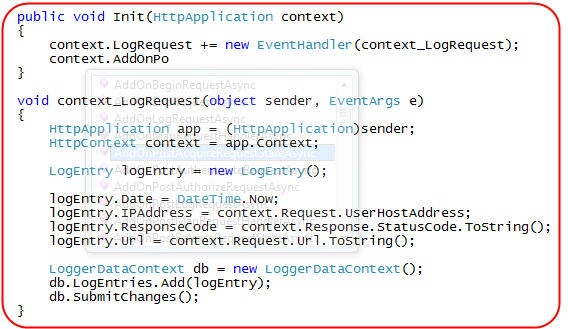 public void Init(HttpApplication context)
{
context.LogRequest += new EventHandler(context_LogRequest);
context.AddOnPo
AddOnBeginRequestAsync
}
void context_LogRequest(object sender, EventArgs e)
{
HttpApplication app = (HttpApplication)sender;
HttpContext context = app.Context;
AddOnPostAcquireRequestStateAsync
LogEntry logEntry = new LogEntry();
AddOnPostAuthorizeRequestAsync
logEntry.Date = DateTime.Now;
logEntry.IPAddress = context.Request.UserHostAddress;
logEntry.ResponseCode = context.Response.StatusCode.ToString();
logEntry.Url = context.Request.Url.ToString();
LoggerDataContext db = new LoggerDataContext();
db.LogEntries.Add(logEntry);
db.SubmitChanges();
}